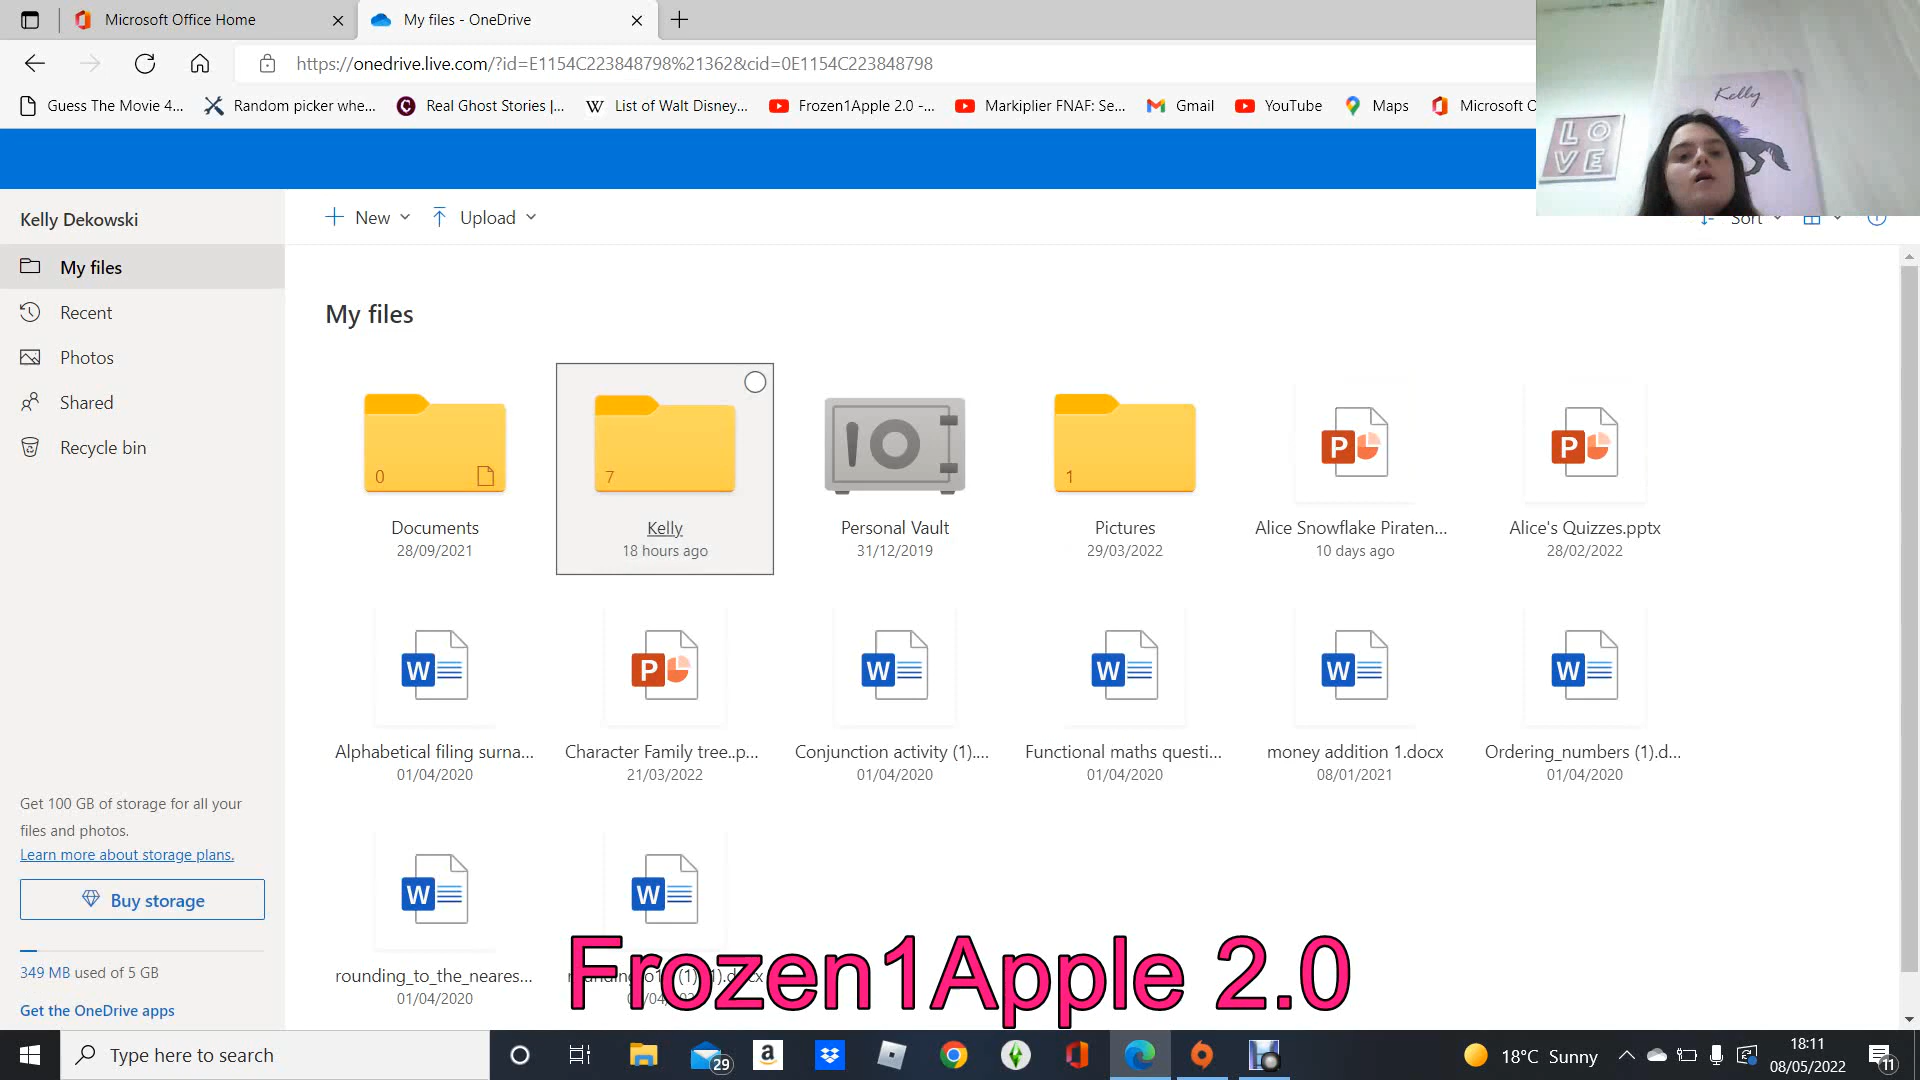 Microsoft Office Home
My files - OneDrive
https://onedrive.live.com/?id=E1154C223848798%21362&cid=0E1154C223848798
Guess The Movie 4... Random picker whe... Real Ghost Stories |... List of Walt Disney... Frozen1Apple 2.0 -... Markiplier FNAF: Se... Gmail YouTube Maps Microsoft O
Kelly
LOVE
Kelly Dekowski
New Upload Sort
My files
Recent
Photos
Shared
Recycle bin
My files
0 7 1
Documents Kelly Personal Vault Pictures Alice Snowflake Piraten... Alice's Quizzes.pptx
28/09/2021 18 hours ago 31/12/2019 29/03/2022 10 days ago 28/02/2022
Alphabetical filing surna... Character Family tree..p... Conjunction activity (1).... Functional maths questi... money addition 1.docx Ordering_numbers (1).d...
01/04/2020 21/03/2022 01/04/2020 01/04/2020 08/01/2021 01/04/2020
Get 100 GB of storage for all your
files and photos.
Learn more about storage plans.
Buy storage
349 MB used of 5 GB
Get the OneDrive apps
rounding_to_the_neares...
01/04/2020
Frozen1Apple 2.0
Type here to search
29
18°C Sunny
18:11
08/05/2022
11